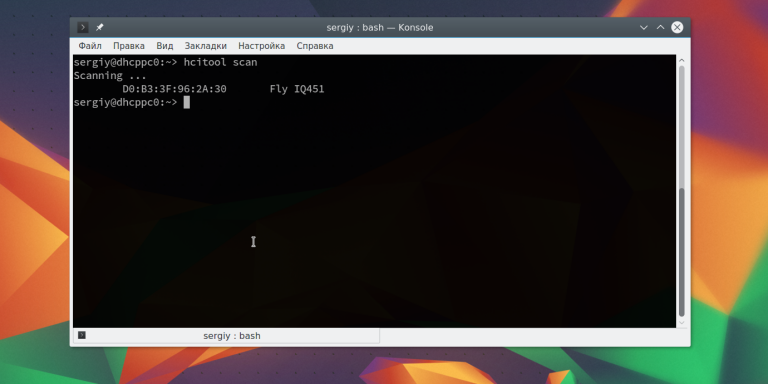 sergiy : bash — Konsole
Файл Правка Вид Закладки Настройка Справка
sergiy@dhcppc0:~> hcitool scan
Scanning ...
D0:B3:3F:96:2A:30 Fly IQ451
sergiy@dhcppc0:~>
sergiy : bash